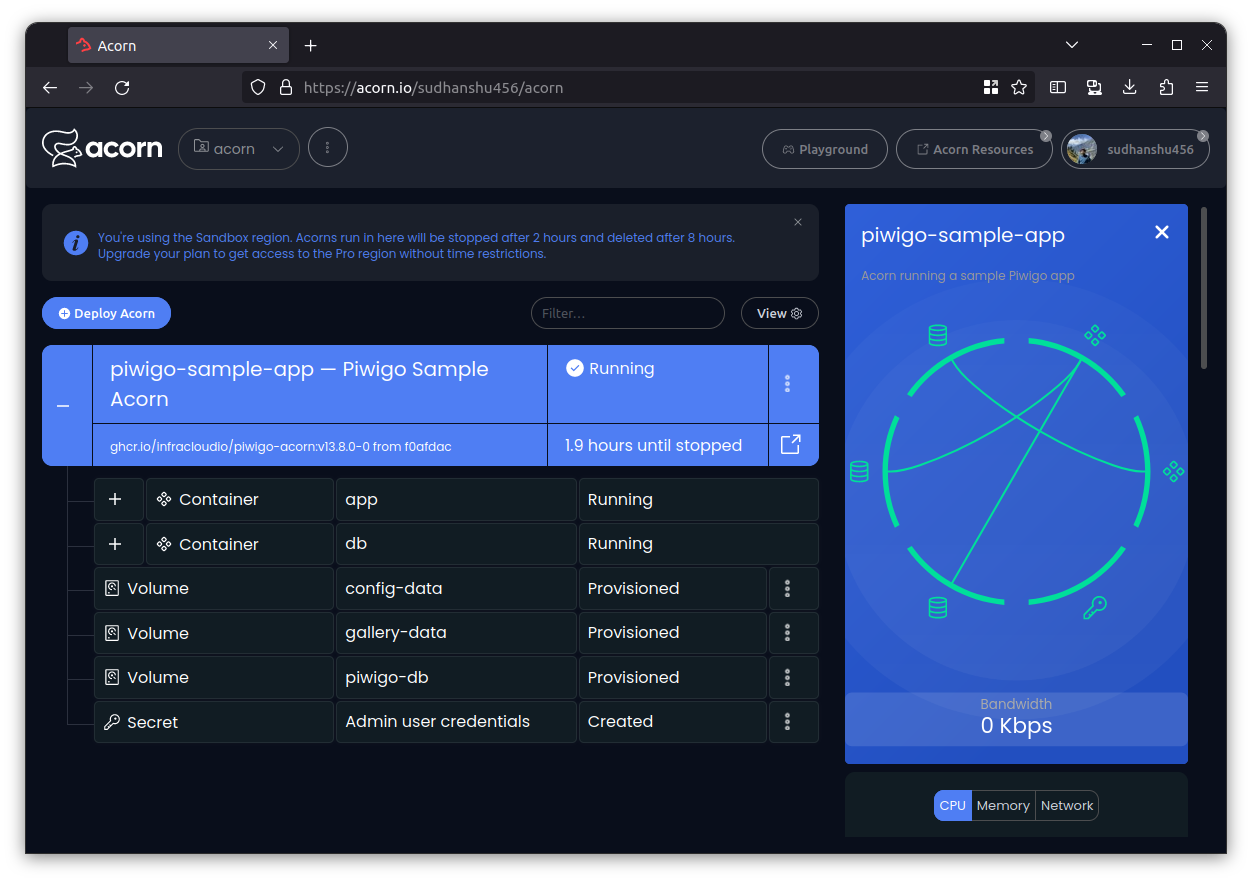 Acorn
https://acorn.io/sudhanshu456/acorn
acorn
acorn
Playground
Acorn Resources
sudhanshu456
You're using the Sandbox region. Acorns run in here will be stopped after 2 hours and deleted after 8 hours.
Upgrade your plan to get access to the Pro region without time restrictions.
Deploy Acorn
Filter...
View
piwigo-sample-app — Piwigo Sample
Acorn
Running
ghcr.io/infracloudio/piwigo-acorn:v13.8.0-0 from f0afdac
1.9 hours until stopped
Container app Running
Container db Running
Volume config-data Provisioned
Volume gallery-data Provisioned
Volume piwigo-db Provisioned
Secret Admin user credentials Created
piwigo-sample-app
Acorn running a sample Piwigo app
Bandwidth
0 Kbps
CPU Memory Network